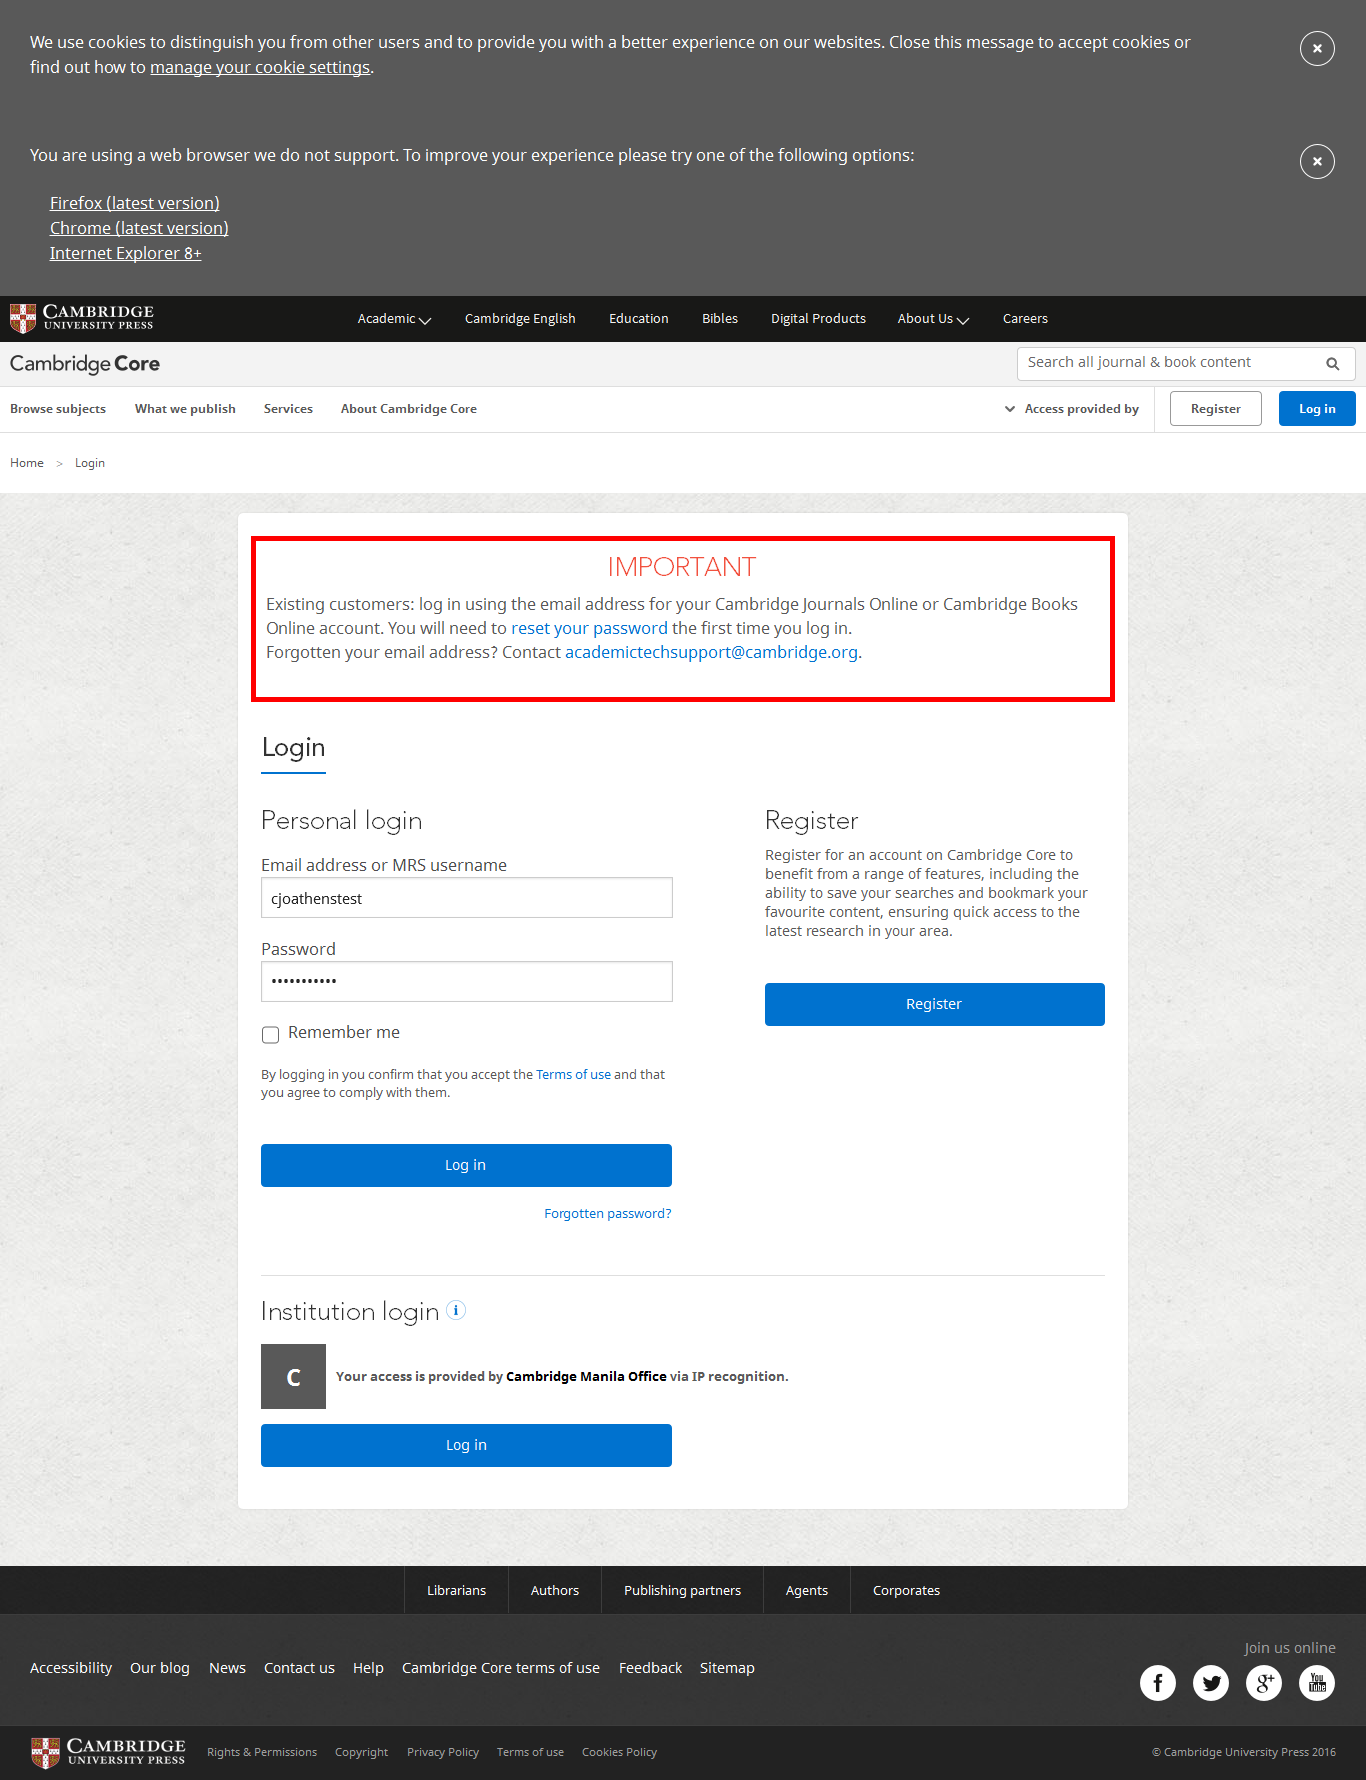 We use cookies to distinguish you from other users and to provide you with a better experience on our websites. Close this message to accept cookies or
find out how to manage your cookie settings.
You are using a web browser we do not support. To improve your experience please try one of the following options:
Firefox (latest version)
Chrome (latest version)
Internet Explorer 8+
CAMBRIDGE
UNIVERSITY PRESS
Academic Cambridge English Education Bibles Digital Products About Us Careers
Cambridge Core
Search all journal & book content
Browse subjects What we publish Services About Cambridge Core Access provided by Register Log in
Home > Login
IMPORTANT
Existing customers: log in using the email address for your Cambridge Journals Online or Cambridge Books
Online account. You will need to reset your password the first time you log in.
Forgotten your email address? Contact academictechsupport@cambridge.org.
Login
Personal login
Email address or MRS username
cjoathenstest
Password
•••••••••••
Remember me
By logging in you confirm that you accept the Terms of use and that
you agree to comply with them.
Log in
Forgotten password?
Register
Register for an account on Cambridge Core to
benefit from a range of features, including the
ability to save your searches and bookmark your
favourite content, ensuring quick access to the
latest research in your area.
Register
Institution login i
C
Your access is provided by Cambridge Manila Office via IP recognition.
Log in
Librarians Authors Publishing partners Agents Corporates
Join us online
Accessibility Our blog News Contact us Help Cambridge Core terms of use Feedback Sitemap
f g+ You Tube
CAMBRIDGE
UNIVERSITY PRESS
Rights & Permissions Copyright Privacy Policy Terms of use Cookies Policy
© Cambridge University Press 2016